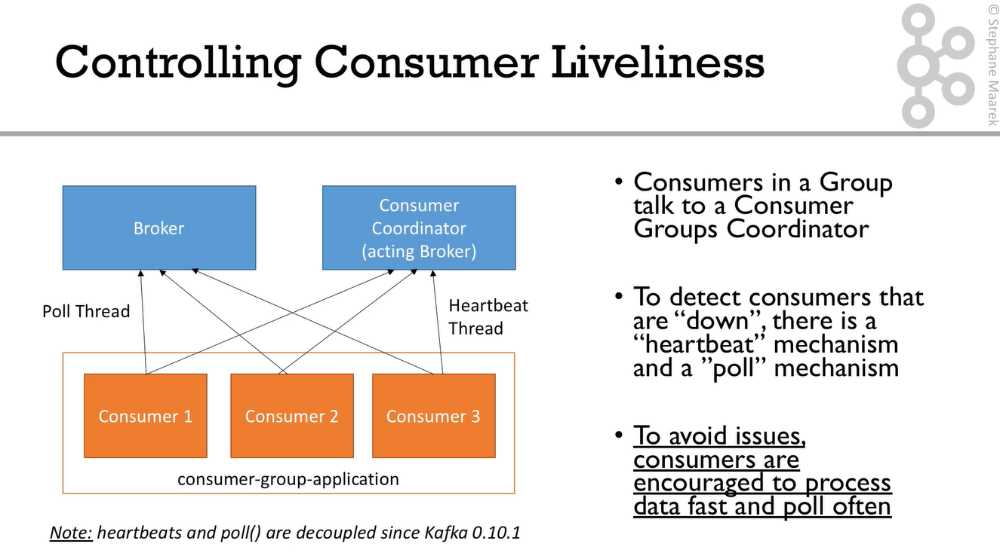 Controlling Consumer Liveliness
© Stephane Maarek
Broker
Consumer
Coordinator
(acting Broker)
Poll Thread
Heartbeat
Thread
Consumer 1
Consumer 2
Consumer 3
consumer-group-application
Note: heartbeats and poll() are decoupled since Kafka 0.10.1
• Consumers in a Group
talk to a Consumer
Groups Coordinator
• To detect consumers that
are “down”, there is a
“heartbeat” mechanism
and a ”poll” mechanism
• To avoid issues,
consumers are
encouraged to process
data fast and poll often